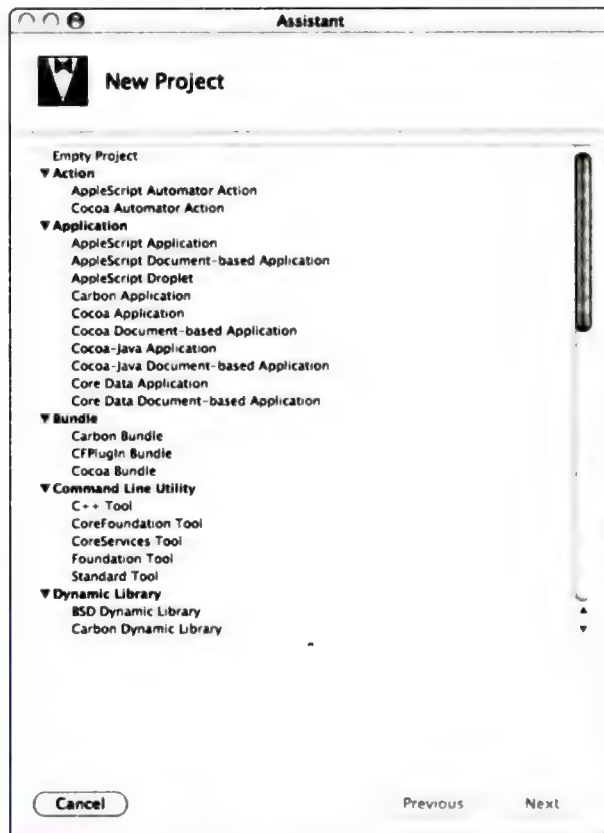 Assistant
New Project
Empty Project
▼Action
AppleScript Automator Action
Cocoa Automator Action
▼Application
AppleScript Application
AppleScript Document-based Application
AppleScript Droplet
Carbon Application
Cocoa Application
Cocoa Document-based Application
Cocoa-Java Application
Cocoa-Java Document-based Application
Core Data Application
Core Data Document-based Application
▼Bundle
Carbon Bundle
CFPlugIn Bundle
Cocoa Bundle
▼Command Line Utility
C++ Tool
CoreFoundation Tool
CoreServices Tool
Foundation Tool
Standard Tool
▼Dynamic Library
BSD Dynamic Library
Carbon Dynamic Library
Cancel Previous Next